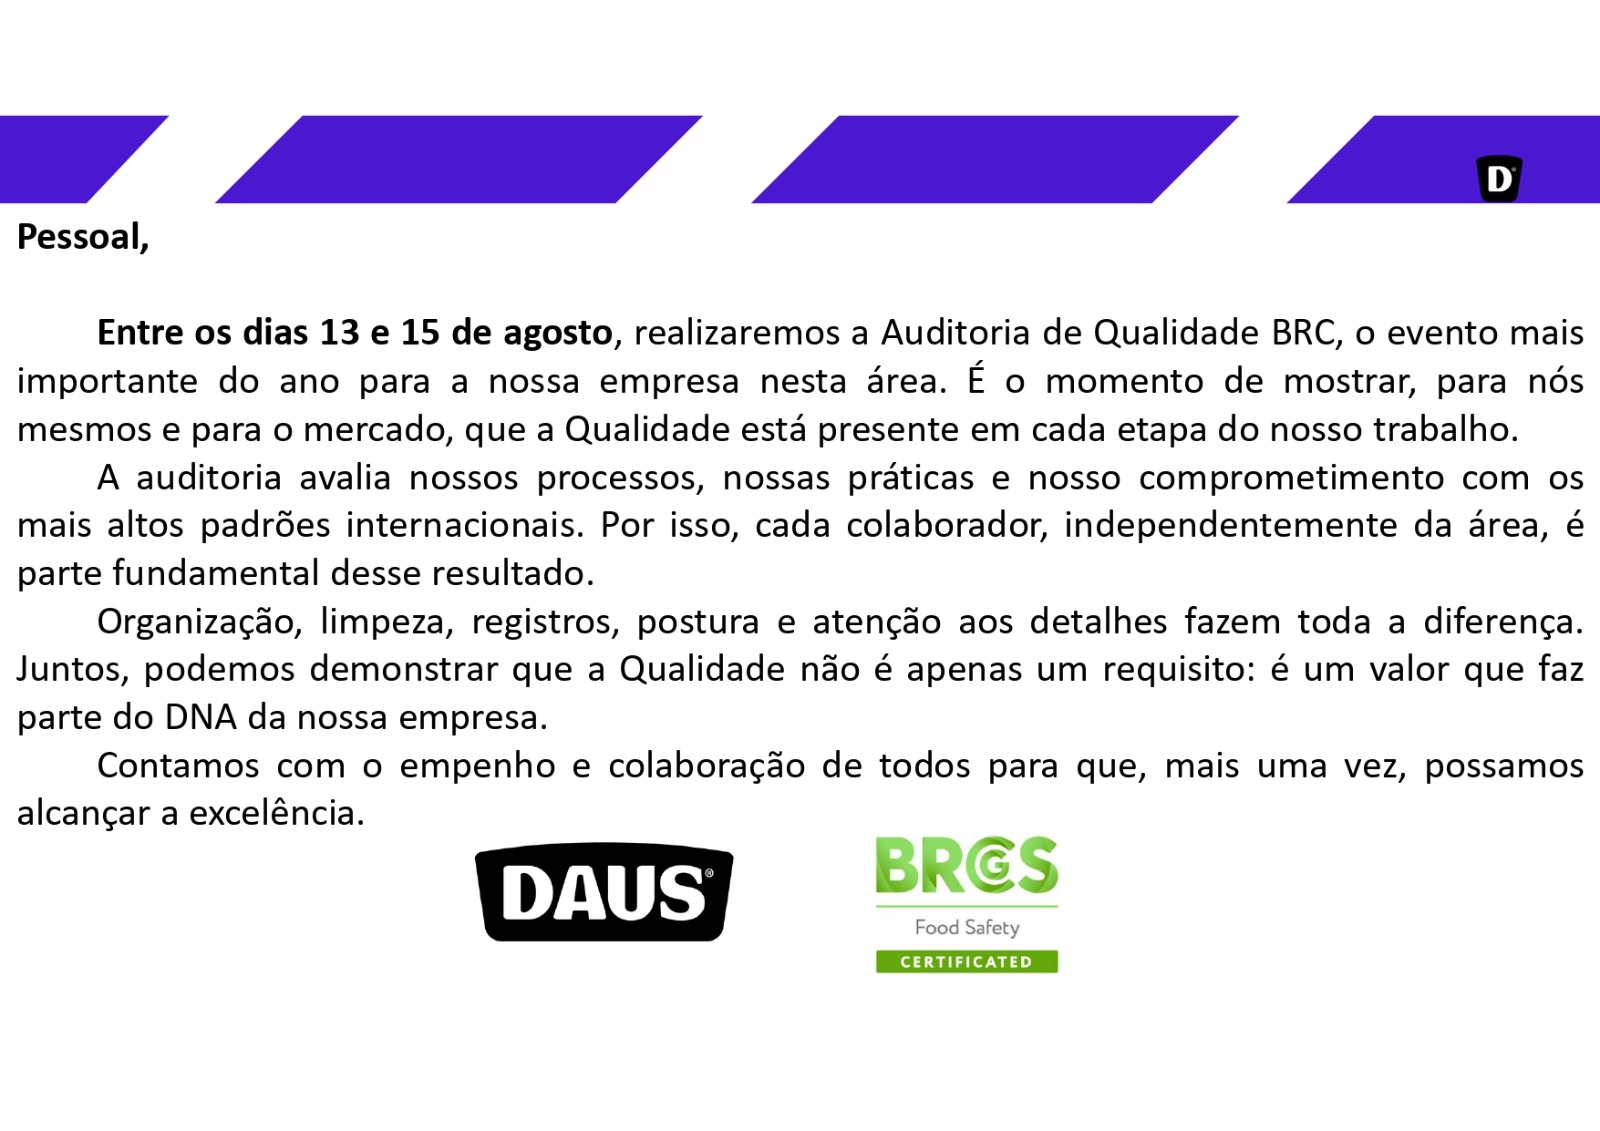 D
Pessoal,
Entre os dias 13 e 15 de agosto, realizaremos a Auditoria de Qualidade BRC, o evento mais
importante do ano para a nossa empresa nesta área. É o momento de mostrar, para nós
mesmos e para o mercado, que a Qualidade está presente em cada etapa do nosso trabalho.
A auditoria avalia nossos processos, nossas práticas e nosso comprometimento com os
mais altos padrões internacionais. Por isso, cada colaborador, independentemente da área, é
parte fundamental desse resultado.
Organização, limpeza, registros, postura e atenção aos detalhes fazem toda a diferença.
Juntos, podemos demonstrar que a Qualidade não é apenas um requisito: é um valor que faz
parte do DNA da nossa empresa.
Contamos com o empenho e colaboração de todos para que, mais uma vez, possamos
alcançar a excelência.
DAUS®
BRCGS
Food Safety
CERTIFICATED